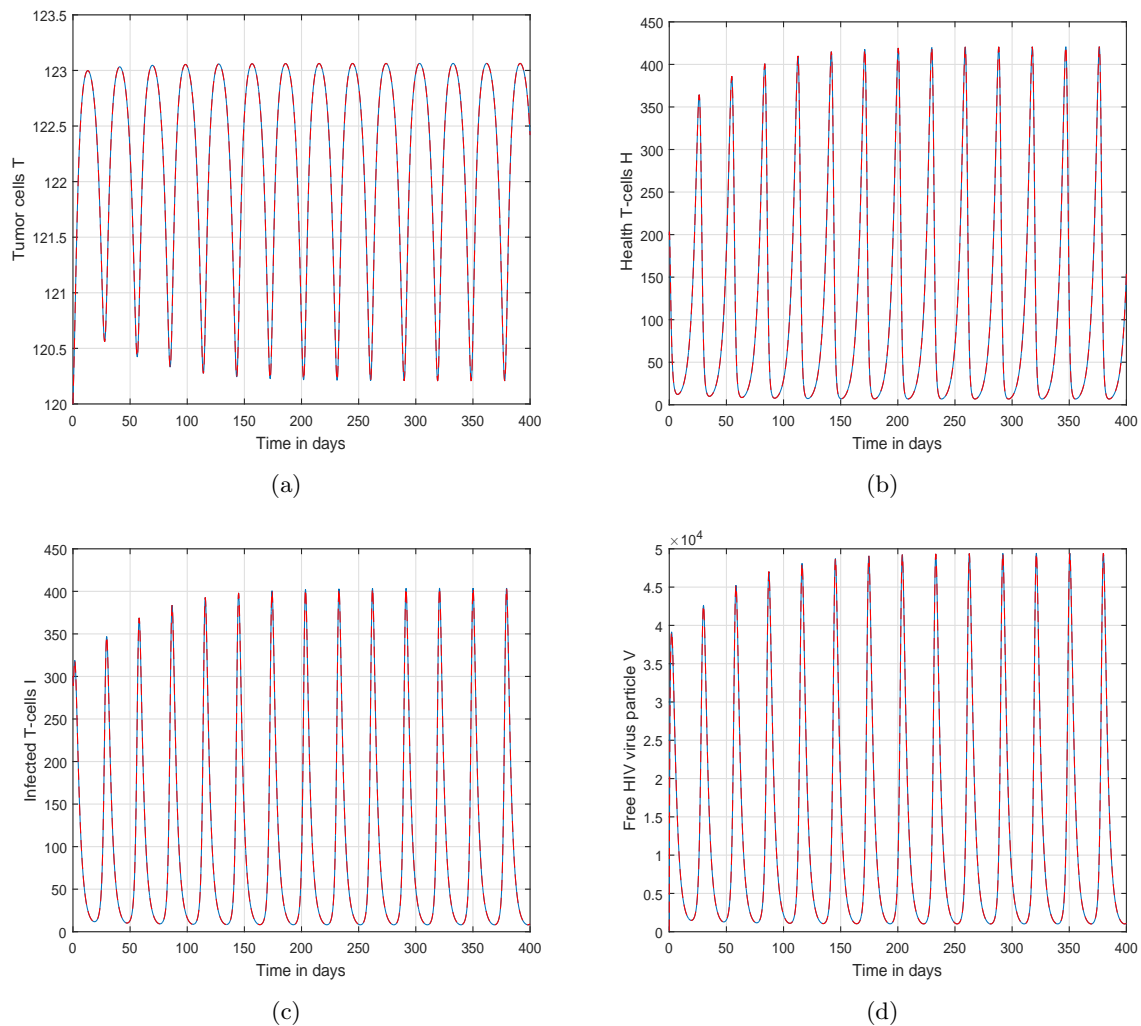 123.5
123
122.5
122
121.5
121
120.5
120
Tumor cells T
0 50 100 150 200 250 300 350 400
Time in days
(a)
450
400
350
300
250
200
150
100
50
0
Health T-cells H
0 50 100 150 200 250 300 350 400
Time in days
(b)
450
400
350
300
250
200
150
100
50
0
Infected T-cells I
0 50 100 150 200 250 300 350 400
Time in days
(c)
×10⁴
5
4.5
4
3.5
3
2.5
2
1.5
1
0.5
0
Free HIV virus particle V
0 50 100 150 200 250 300 350 400
Time in days
(d)